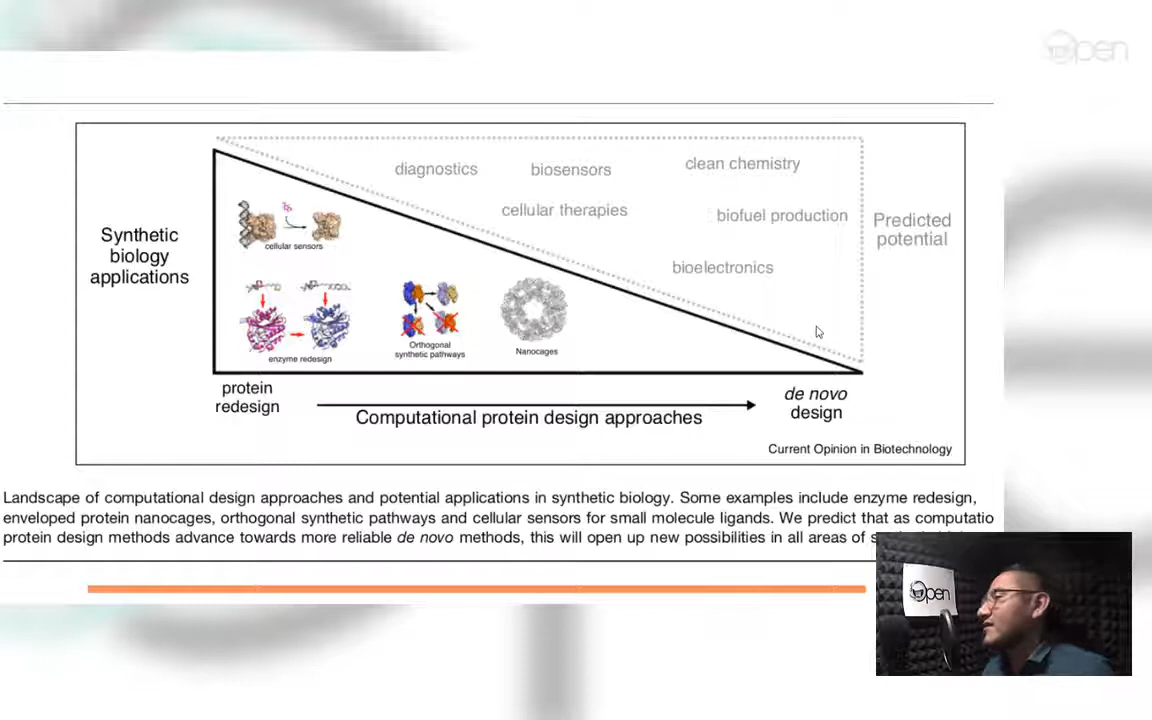 Open
diagnostics
biosensors
clean chemistry
cellular therapies
biofuel production
bioelectronics
Predicted
potential
Synthetic
biology
applications
cellular sensors
enzyme redesign
Orthogonal
synthetic pathways
Nanocages
protein
redesign
Computational protein design approaches
de novo
design
Current Opinion in Biotechnology
Landscape of computational design approaches and potential applications in synthetic biology. Some examples include enzyme redesign,
enveloped protein nanocages, orthogonal synthetic pathways and cellular sensors for small molecule ligands. We predict that as computatio
protein design methods advance towards more reliable de novo methods, this will open up new possibilities in all areas of
Open